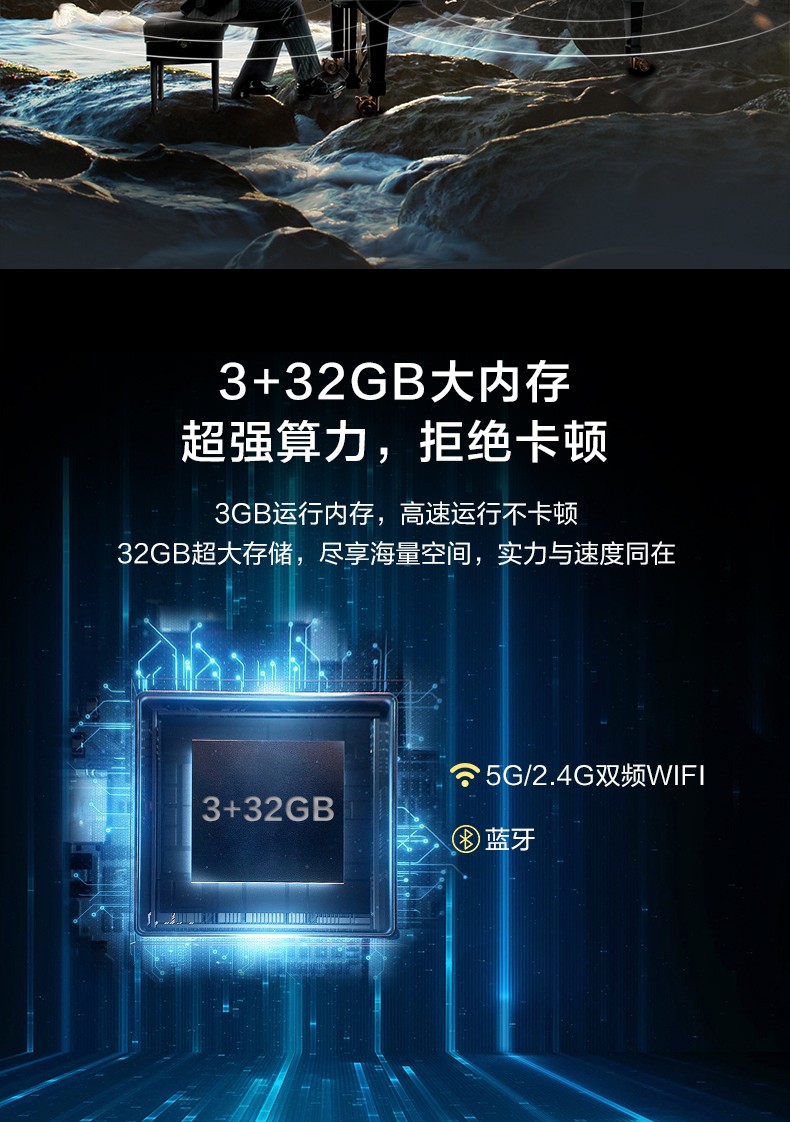 3+32GB大内存
超强算力，拒绝卡顿
3GB运行内存，高速运行不卡顿
32GB超大存储，尽享海量空间，实力与速度同在
3+32GB
5G/2.4G双频WIFI
蓝牙